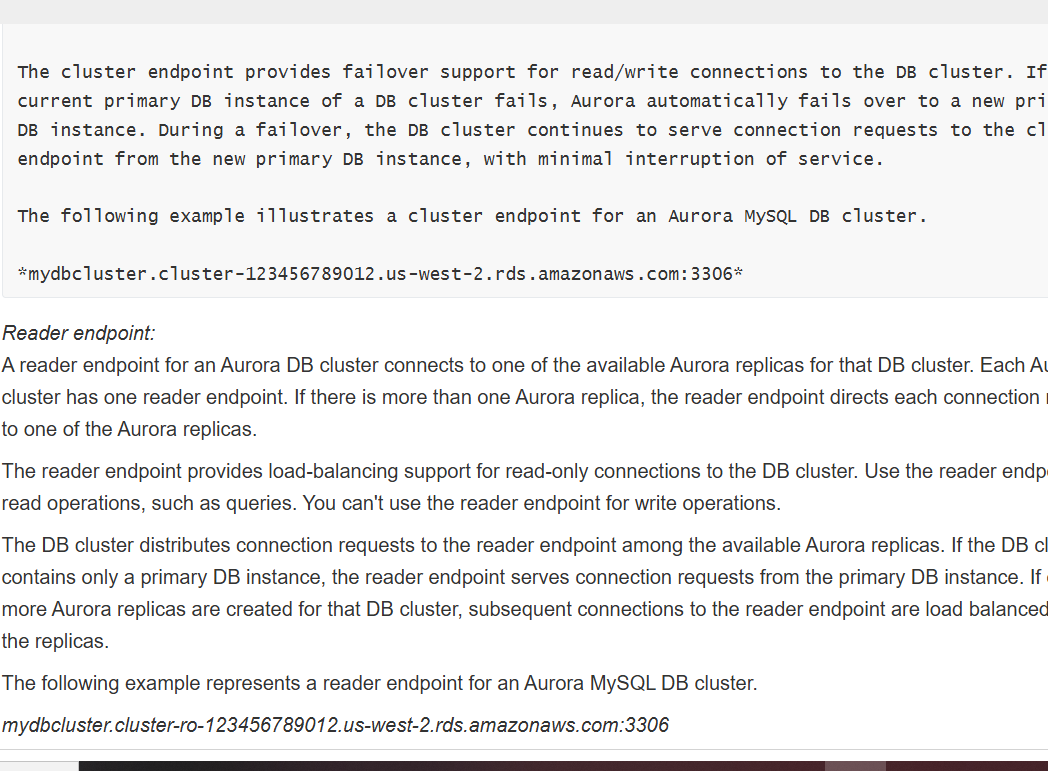 The cluster endpoint provides failover support for read/write connections to the DB cluster. If
current primary DB instance of a DB cluster fails, Aurora automatically fails over to a new
DB instance. During a failover, the DB cluster continues to serve connection requests to the
endpoint from the new primary DB instance, with minimal interruption of service.
The following example illustrates a cluster endpoint for an Aurora MySQL DB cluster.
*mydbcluster.cluster-123456789012.us-west-2.rds.amazonaws.com:3306*
Reader endpoint:
A reader endpoint for an Aurora DB cluster connects to one of the available Aurora replicas for that DB cluster. Each
cluster has one reader endpoint. If there is more than one Aurora replica, the reader endpoint directs each connection
to one of the Aurora replicas.
The reader endpoint provides load-balancing support for read-only connections to the DB cluster. Use the reader
read operations, such as queries. You can't use the reader endpoint for write operations.
The DB cluster distributes connection requests to the reader endpoint among the available Aurora replicas. If the DB
contains only a primary DB instance, the reader endpoint serves connection requests from the primary DB instance. If
more Aurora replicas are created for that DB cluster, subsequent connections to the reader endpoint are load balanced
the replicas.
The following example represents a reader endpoint for an Aurora MySQL DB cluster.
mydbcluster.cluster-ro-123456789012.us-west-2.rds.amazonaws.com:3306